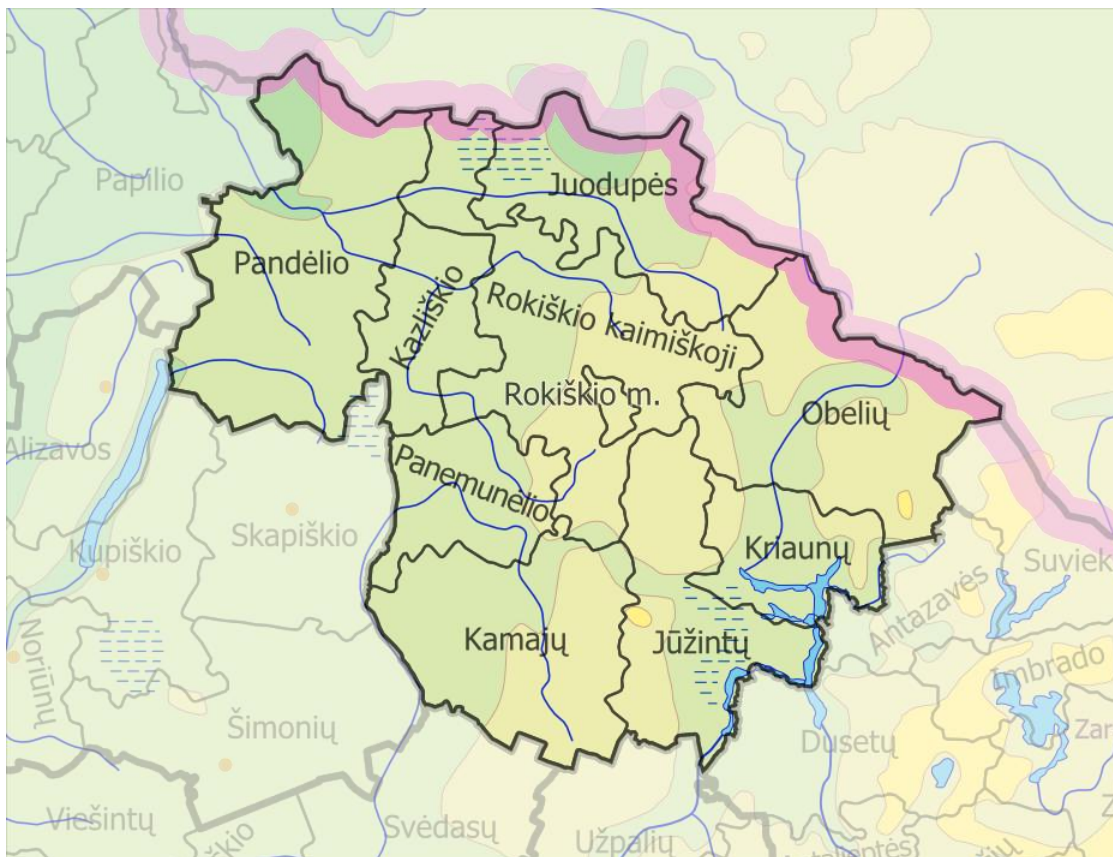 Papilio
Juodupės
Pandėlio
Kazliškio
Rokiškio kaimiškoji
Rokiškio m.
Obelių
Alizavos
Panemunėlio
Skapiškio
Kupiškio
Kriaunų
Suviek
Antazavės
Noriūnų
Kamajų
Jūžintų
Imbrado
Šimonių
Dusetų
Zar
Viešintų
Svėdasų
Užpalių